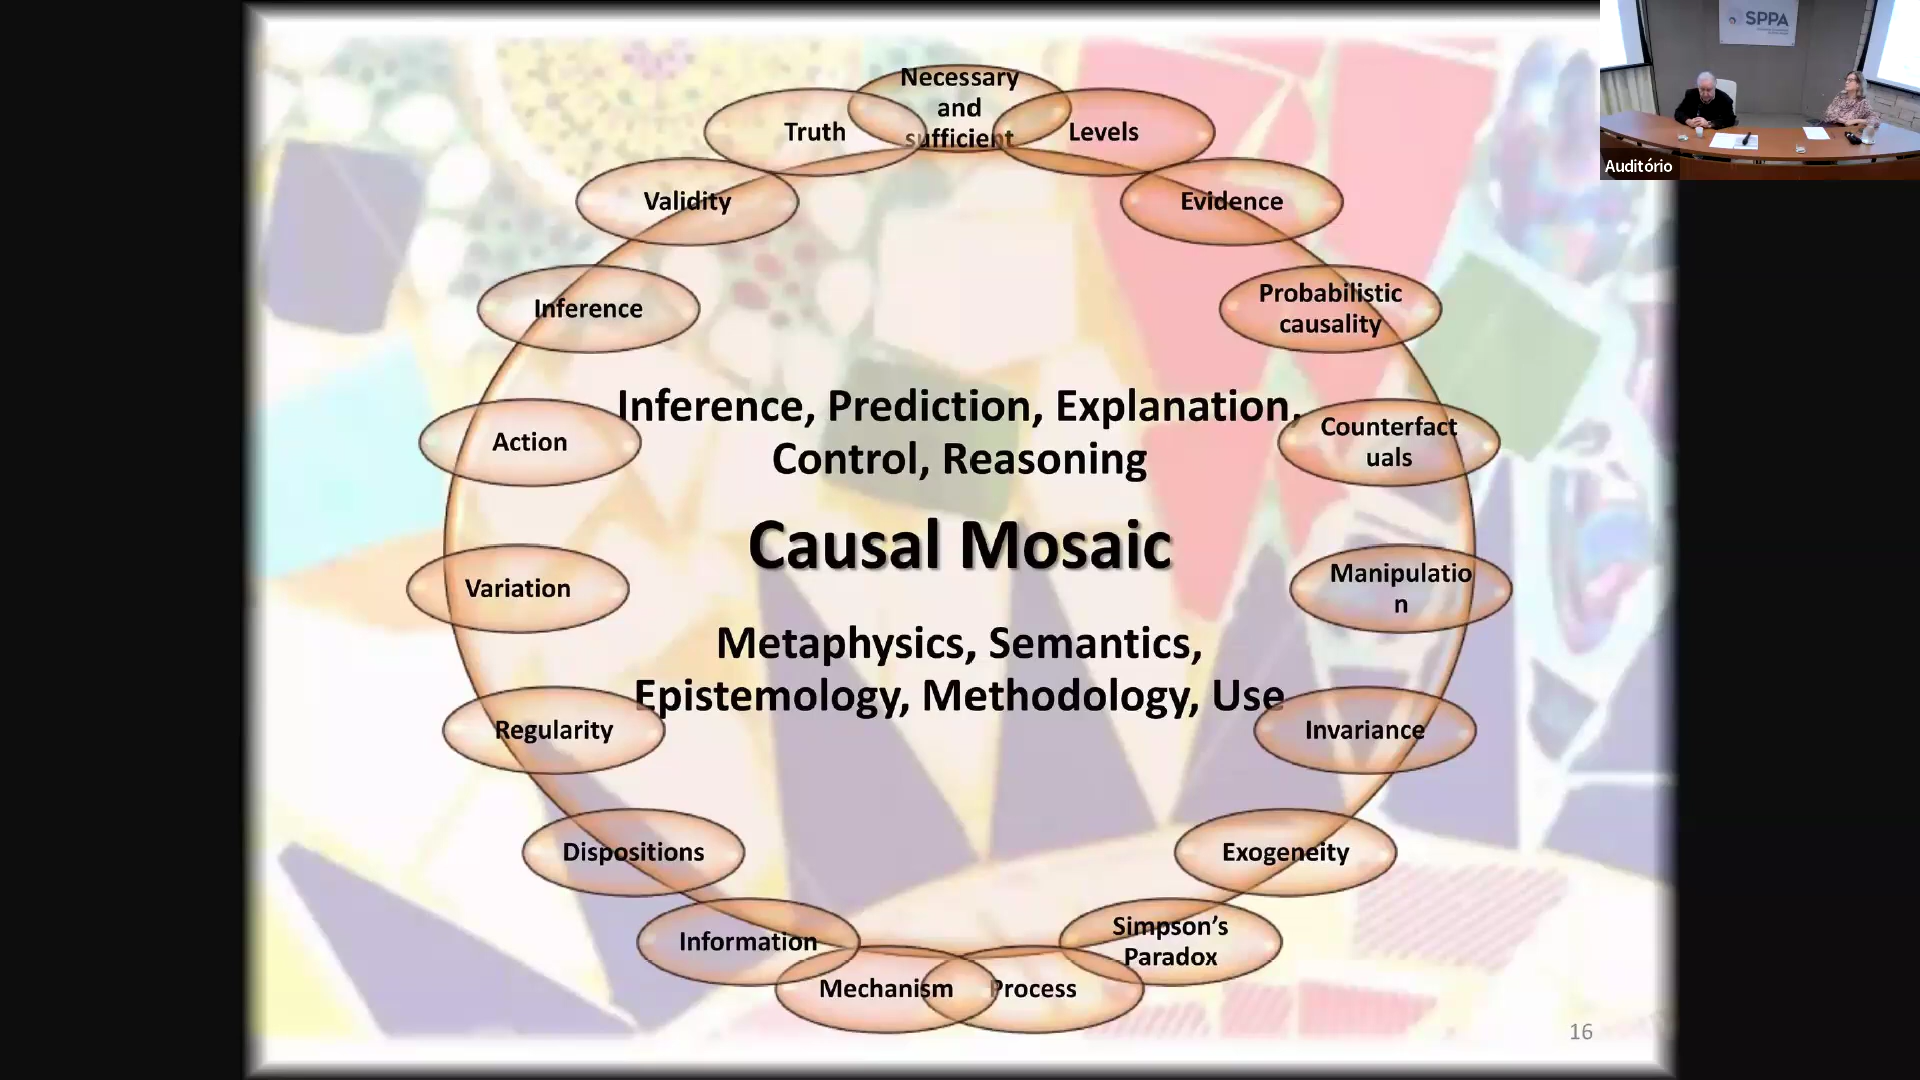 SPPA
Auditório
Necessary
and
sufficient
Truth
Levels
Validity
Evidence
Inference
Probabilistic
causality
Inference, Prediction, Explanation,
Control, Reasoning
Action
Counterfact
uals
Causal Mosaic
Variation
Manipulatio
n
Metaphysics, Semantics,
Epistemology, Methodology, Use
Regularity
Invariance
Dispositions
Exogeneity
Information
Simpson’s
Paradox
Mechanism
Process
16